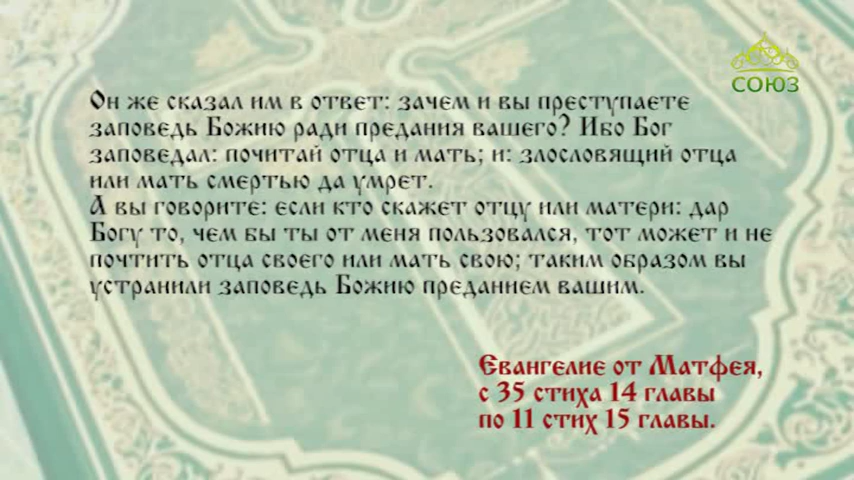 СОЮЗ
Он же сказал им в ответ: зачем и вы преступаете
заповедь Божию ради предания вашего? Ибо Бог
заповедал: почитай отца и мать; и: злословящий отца
или мать смертью да умрет.
А вы говорите: если кто скажет отцу или матери: дар
Богу то, чем бы ты от меня пользовался, тот может и не
почтить отца своего или мать свою; таким образом вы
устранили заповедь Божию преданием вашим.
Евангелие от Матфея,
с 35 стиха 14 главы
по 11 стих 15 главы.